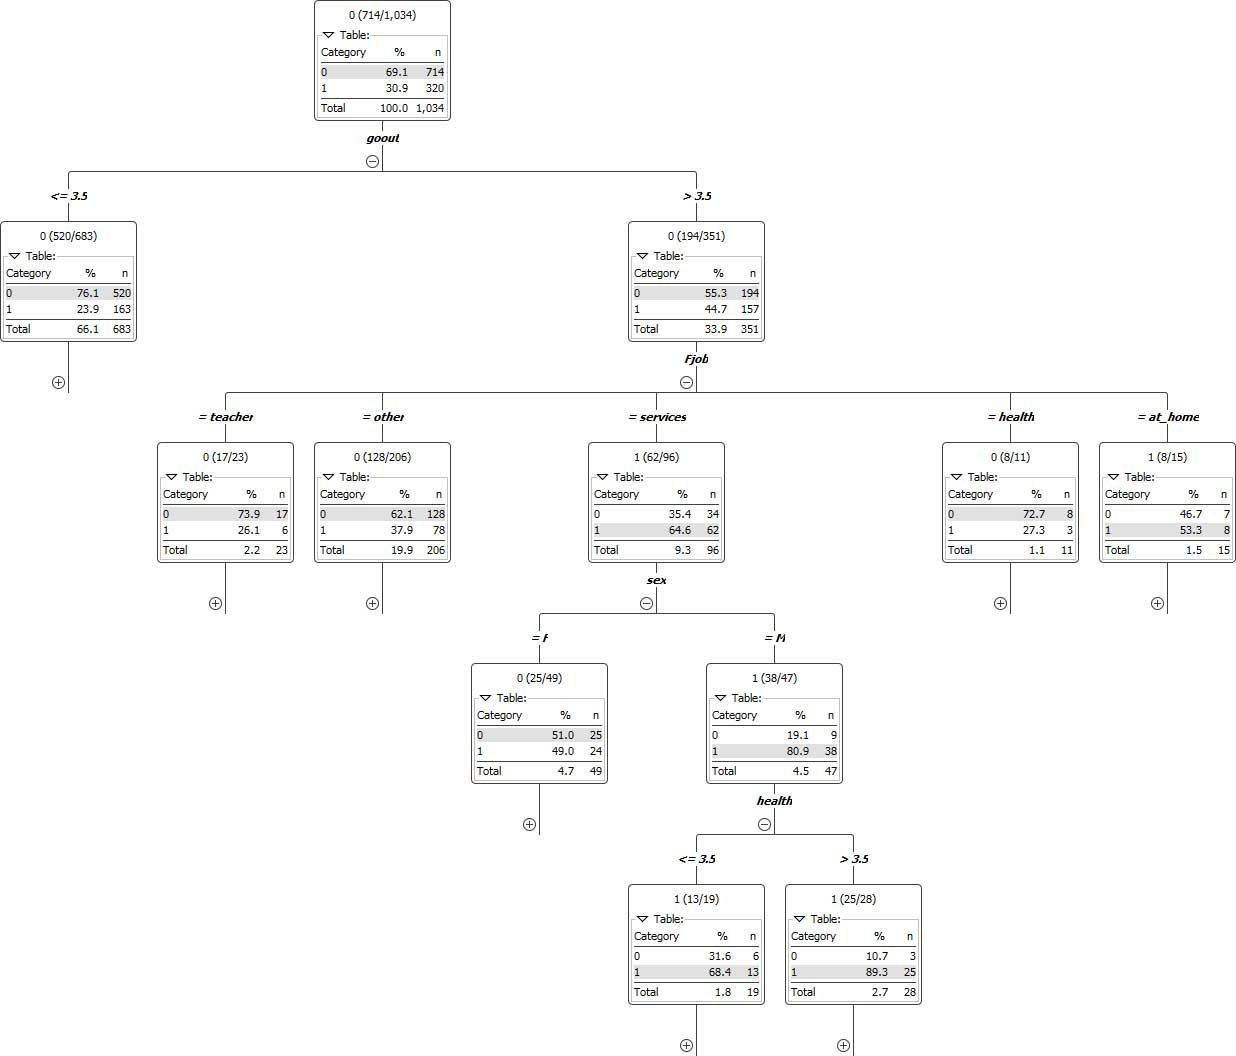 0 (714/1,034)
Table:
Category % n
0 69.1 714
1 30.9 320
Total 100.0 1,034
goout
<= 3.5
> 3.5
0 (520/683)
Table:
Category % n
0 76.1 520
1 23.9 163
Total 66.1 683
0 (194/351)
Table:
Category % n
0 55.3 194
1 44.7 157
Total 33.9 351
Fjob
= teacher
= other
= services
= health
= at_home
0 (17/23)
Table:
Category % n
0 73.9 17
1 26.1 6
Total 2.2 23
0 (128/206)
Table:
Category % n
0 62.1 128
1 37.9 78
Total 19.9 206
1 (62/96)
Table:
Category % n
0 35.4 34
1 64.6 62
Total 9.3 96
0 (8/11)
Table:
Category % n
0 72.7 8
1 27.3 3
Total 1.1 11
1 (8/15)
Table:
Category % n
0 46.7 7
1 53.3 8
Total 1.5 15
sex
= F
= M
0 (25/49)
Table:
Category % n
0 51.0 25
1 49.0 24
Total 4.7 49
1 (38/47)
Table:
Category % n
0 19.1 9
1 80.9 38
Total 4.5 47
health
<= 3.5
> 3.5
1 (13/19)
Table:
Category % n
0 31.6 6
1 68.4 13
Total 1.8 19
1 (25/28)
Table:
Category % n
0 10.7 3
1 89.3 25
Total 2.7 28